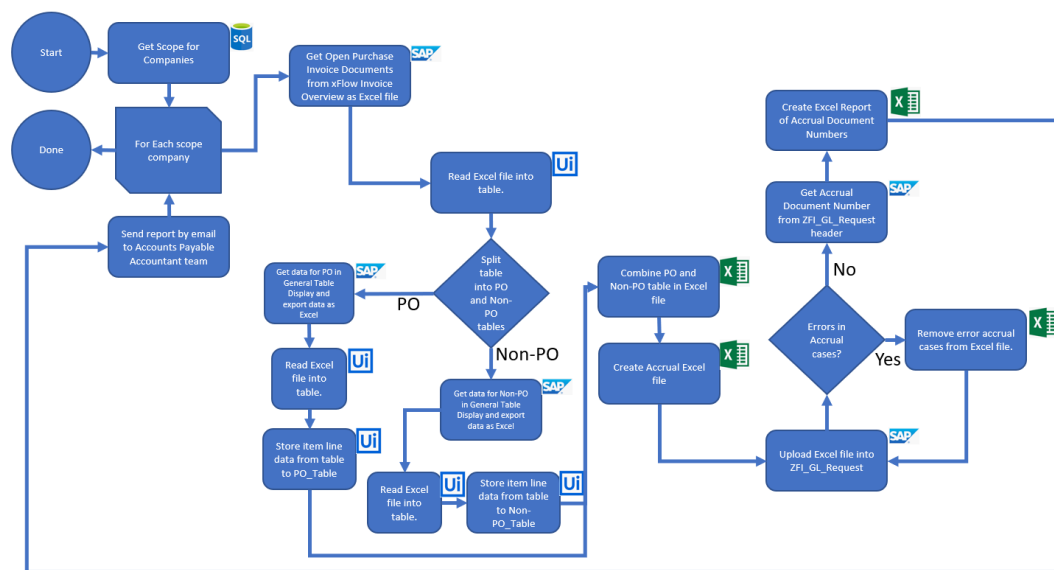 Start
Get Scope for
Companies
SQL
Get Open Purchase
Invoice Documents
from xFlow Invoice
Overview as Excel file
SAP
Done
For Each scope
company
Send report by email
to Accounts Payable
Accountant team
Read Excel file into
table.
Ui
Split
table
into PO
and Non-
PO
tables
PO
Non-PO
Get data for PO in
General Table
Display and export
data as
Excel
SAP
Read Excel
file into
table.
Ui
Store item line
data from table
to PO_Table
Ui
Get data for Non-PO
in General Table
Display and export
data as Excel
SAP
Read Excel
file into
table.
Ui
Store item line
data from table
to Non-
PO_Table
Ui
Combine PO and
Non-PO table in Excel
file
X
Create Accrual Excel
file
X
Create Excel Report
of Accrual Document
Numbers
X
Get Accrual
Document Number
from ZFI_GL_Request
header
SAP
No
Errors in
Accrual
cases?
Yes
Remove error accrual
cases from Excel file.
X
Upload Excel file into
ZFI_GL_Request
SAP